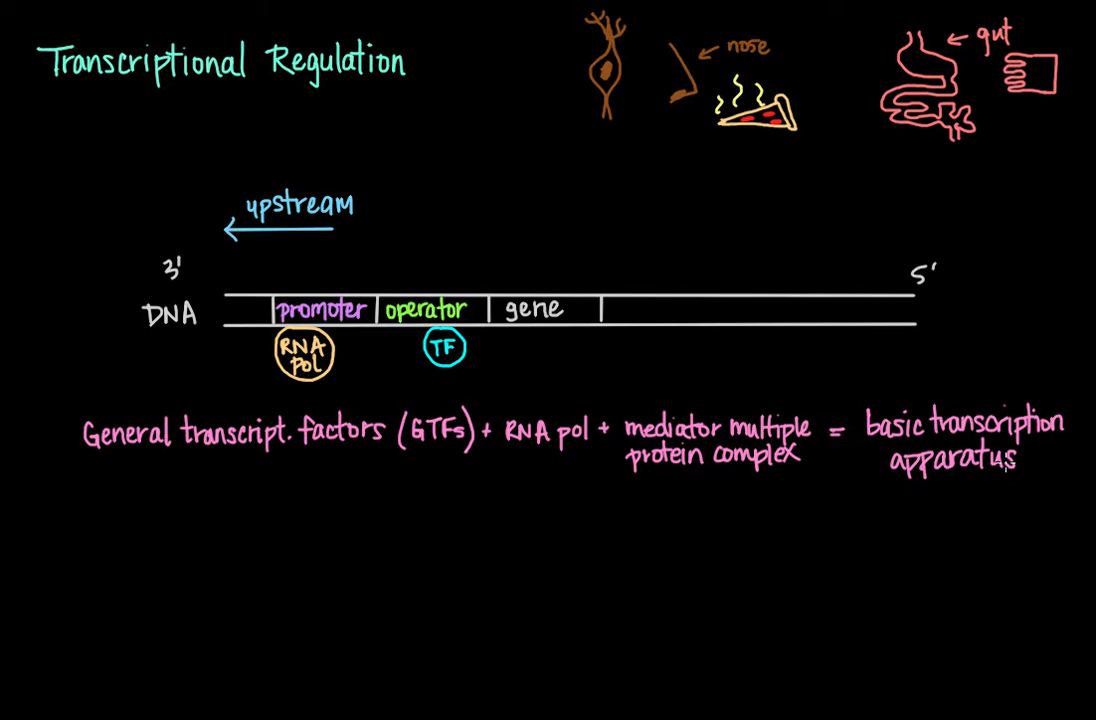 Transcriptional Regulation
nose
gut
upstream
3'
5'
DNA
promoter operator gene
RNA pol
TF
General transcript. factors (GTFs) + RNA pol + mediator multiple protein complex = basic transcription apparatus